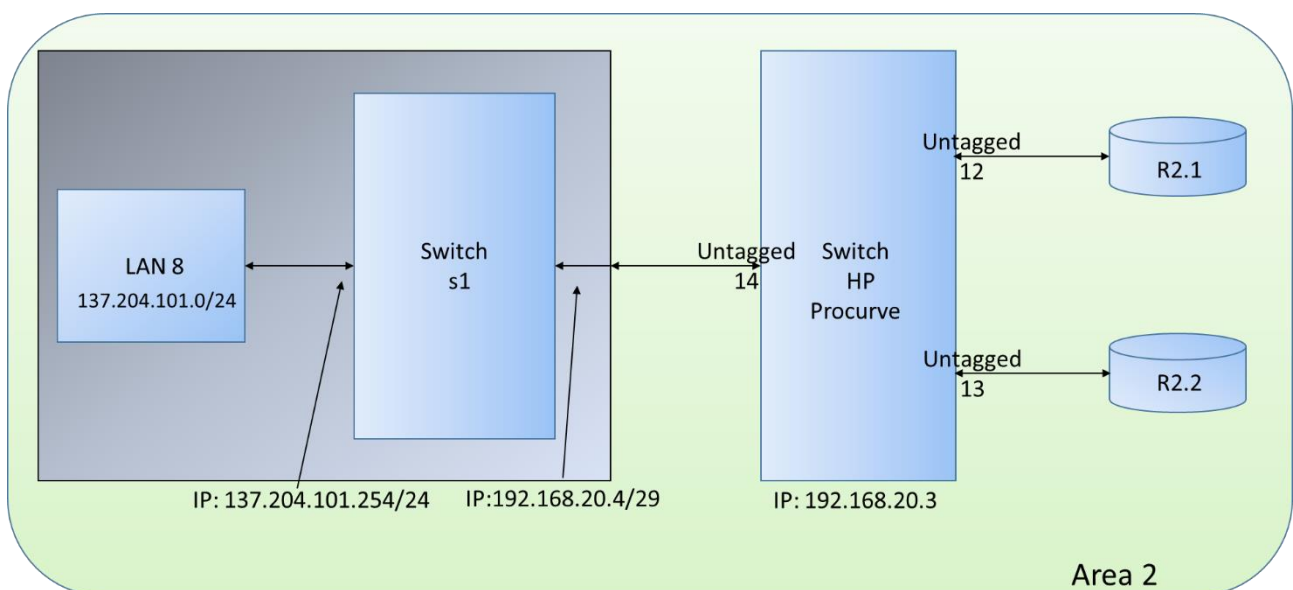 LAN 8
137.204.101.0/24
Switch
s1
Untagged
14
Switch
HP
Procurve
Untagged
12
R2.1
Untagged
13
R2.2
IP: 137.204.101.254/24
IP:192.168.20.4/29
IP: 192.168.20.3
Area 2